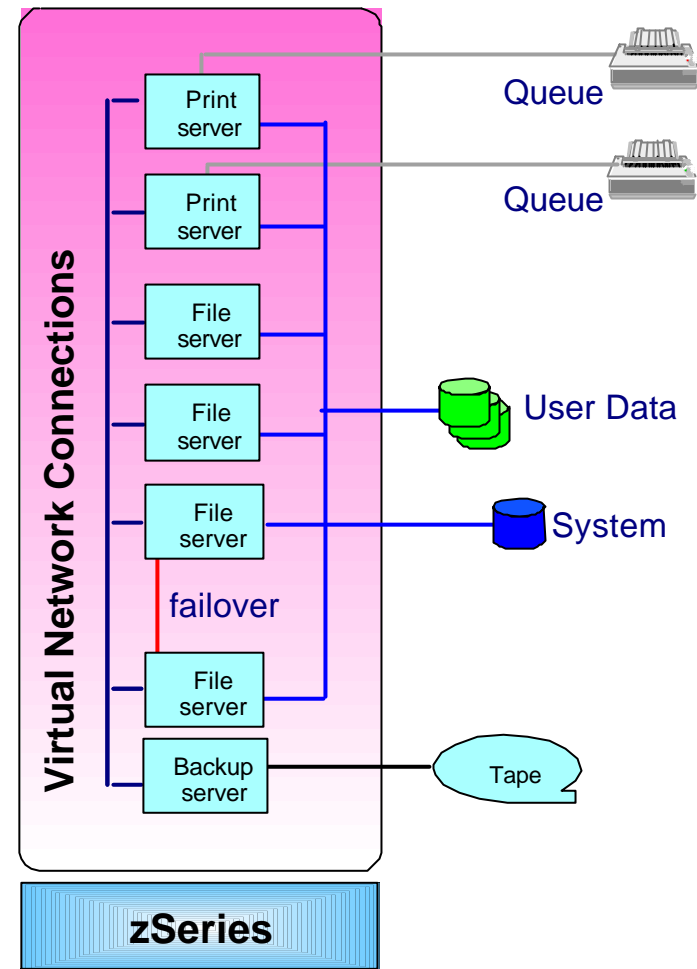 Print
server
Queue
Print
server
Queue
Virtual Network Connections
File
server
File
server
User Data
File
server
System
failover
File
server
Backup
server
Tape
zSeries